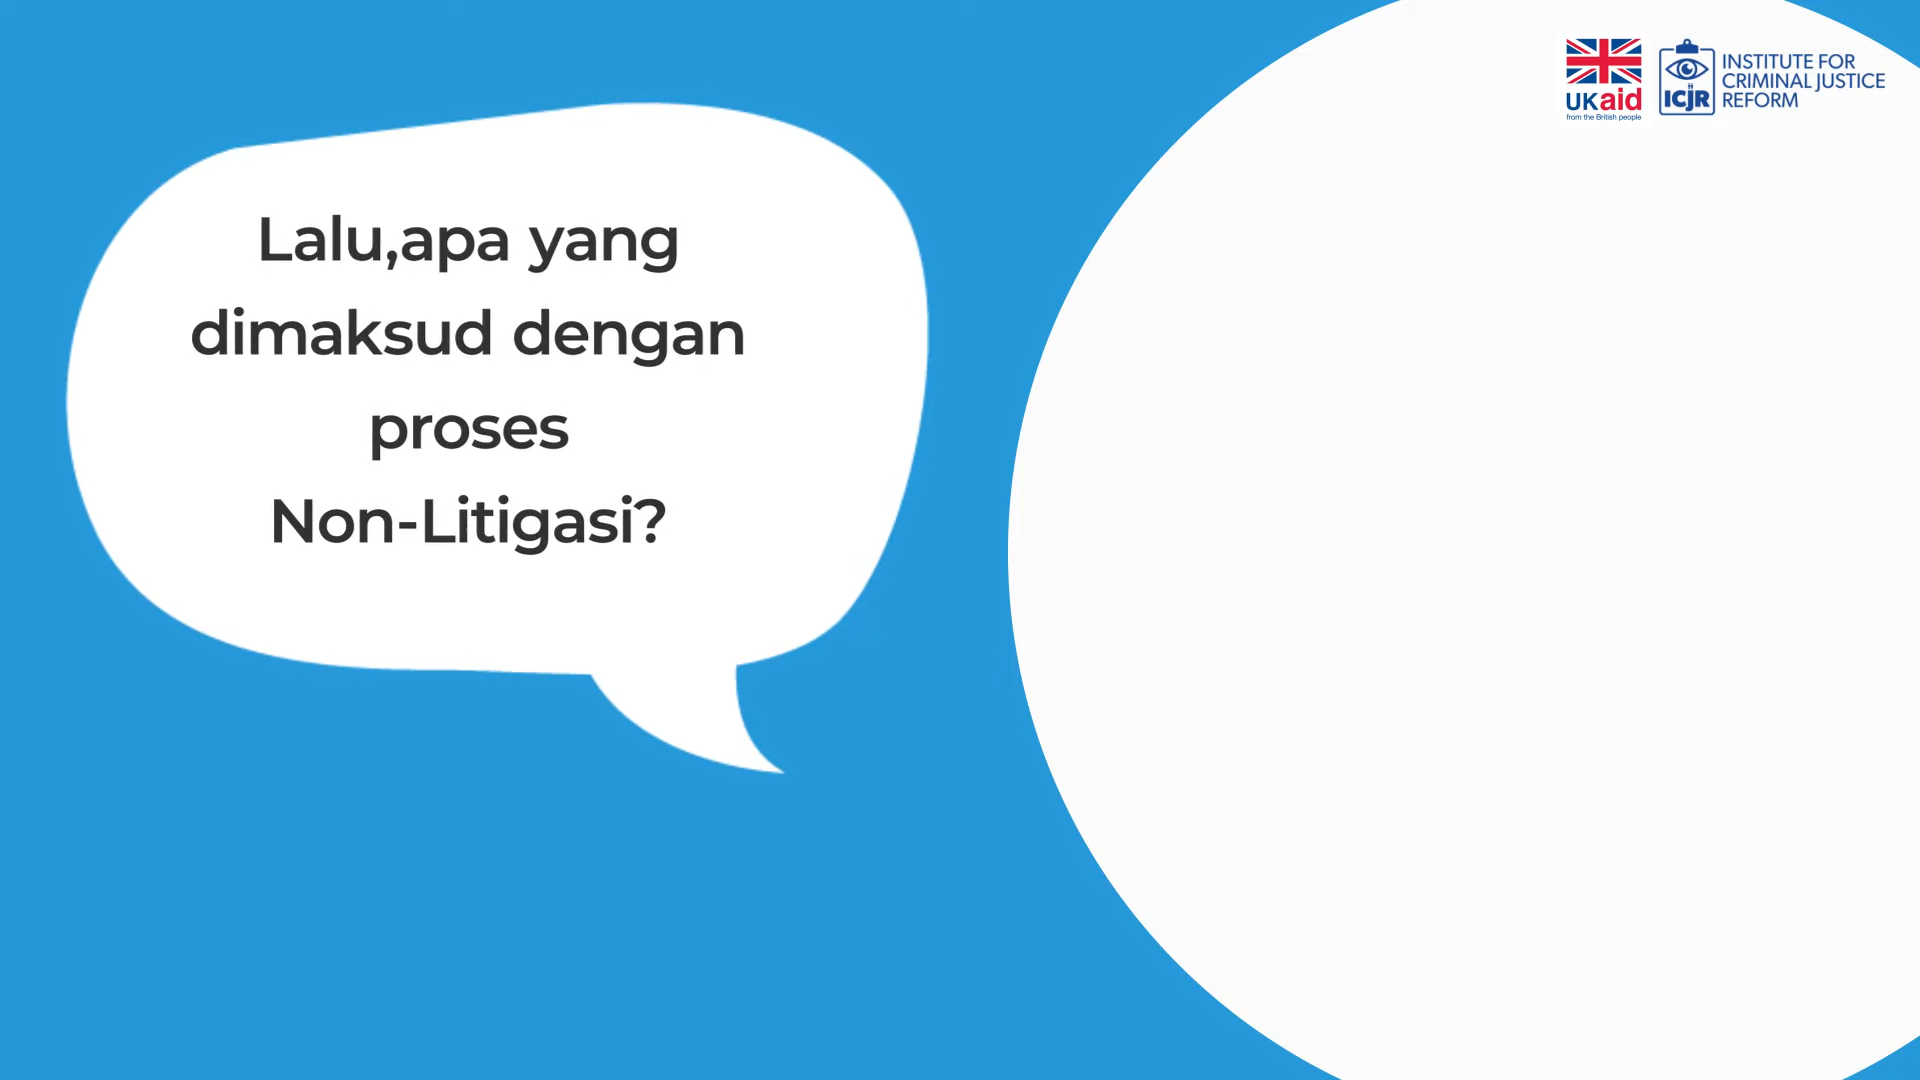 Lalu,apa yang
dimaksud dengan
proses
Non-Litigasi?
UKaid
from the British people
ICJR
INSTITUTE FOR
CRIMINAL JUSTICE
REFORM